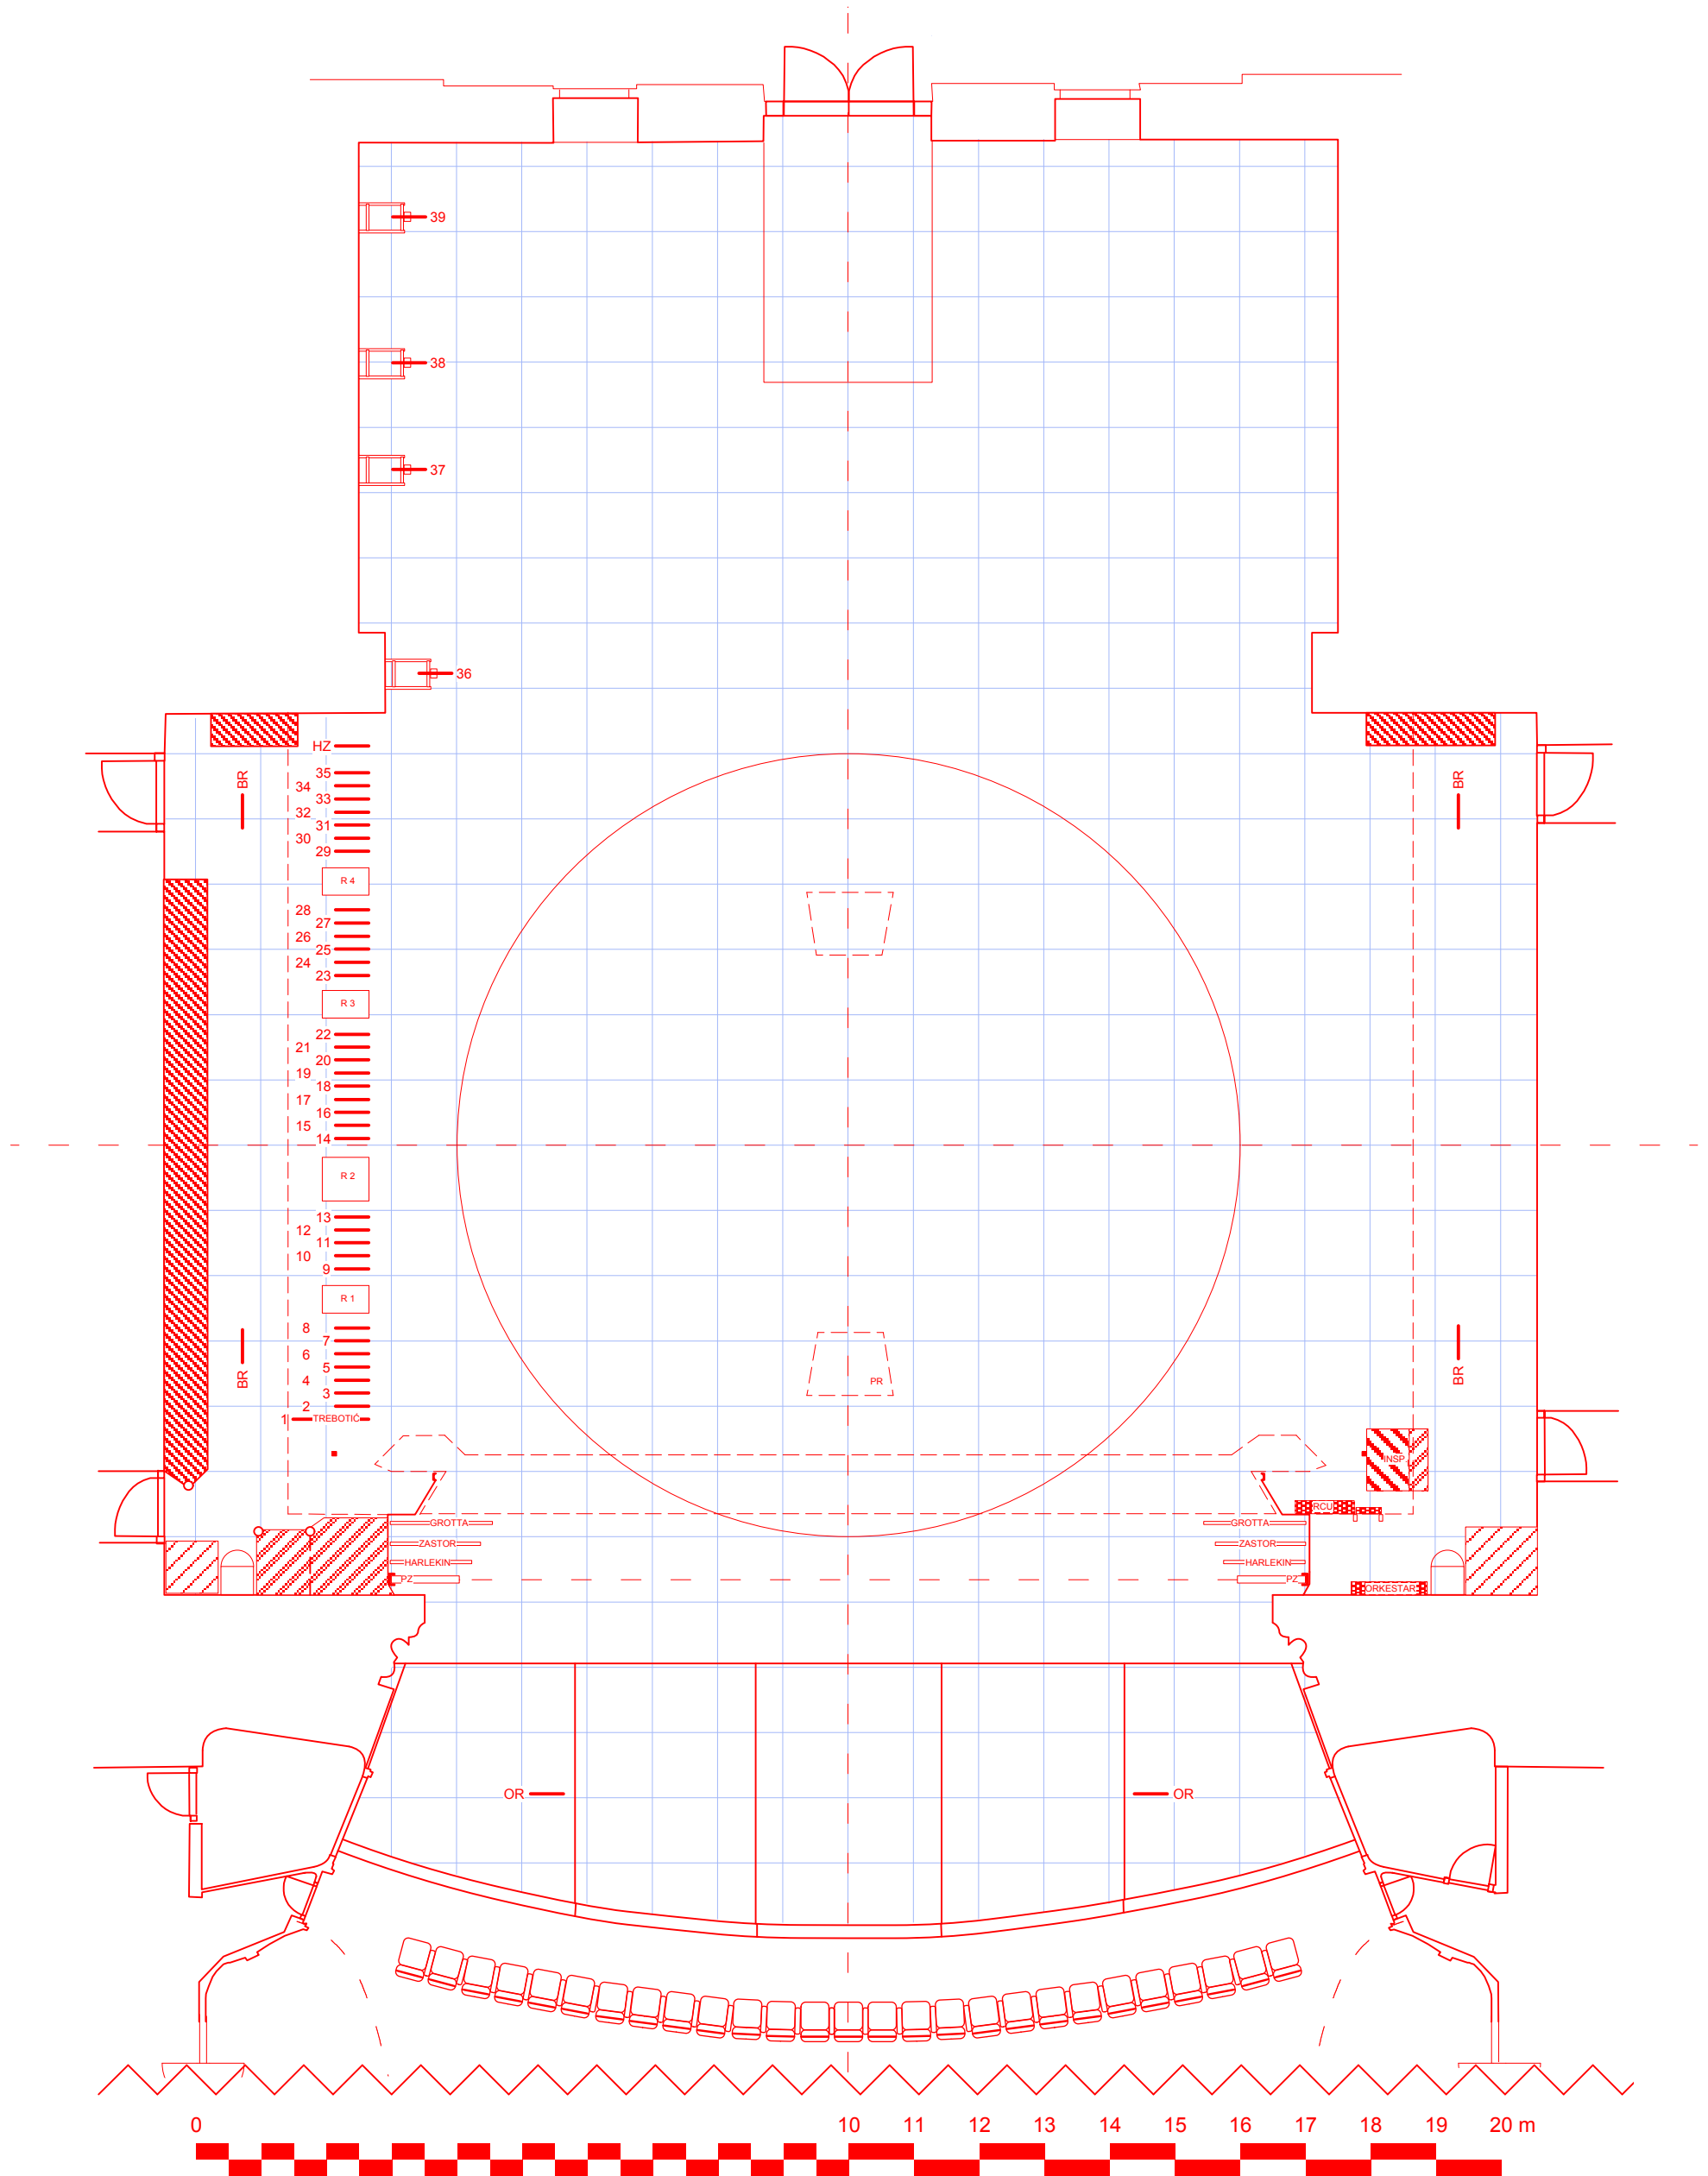 39
38
37
36
HZ
BR
BR
35
34
33
32
31
30
29
R 4
28
27
26
25
24
23
R 3
22
21
20
19
18
17
16
15
14
R 2
13
12
11
10
9
R 1
8
7
6
5
4
3
2
1 TREBOTIĆ
BR
BR
PR
INSP
RCU
GROTTA GROTTA
ZASTOR ZASTOR
HARLEKIN HARLEKIN
PZ PZ
ORKESTAR
OR OR
0 10 11 12 13 14 15 16 17 18 19 20 m